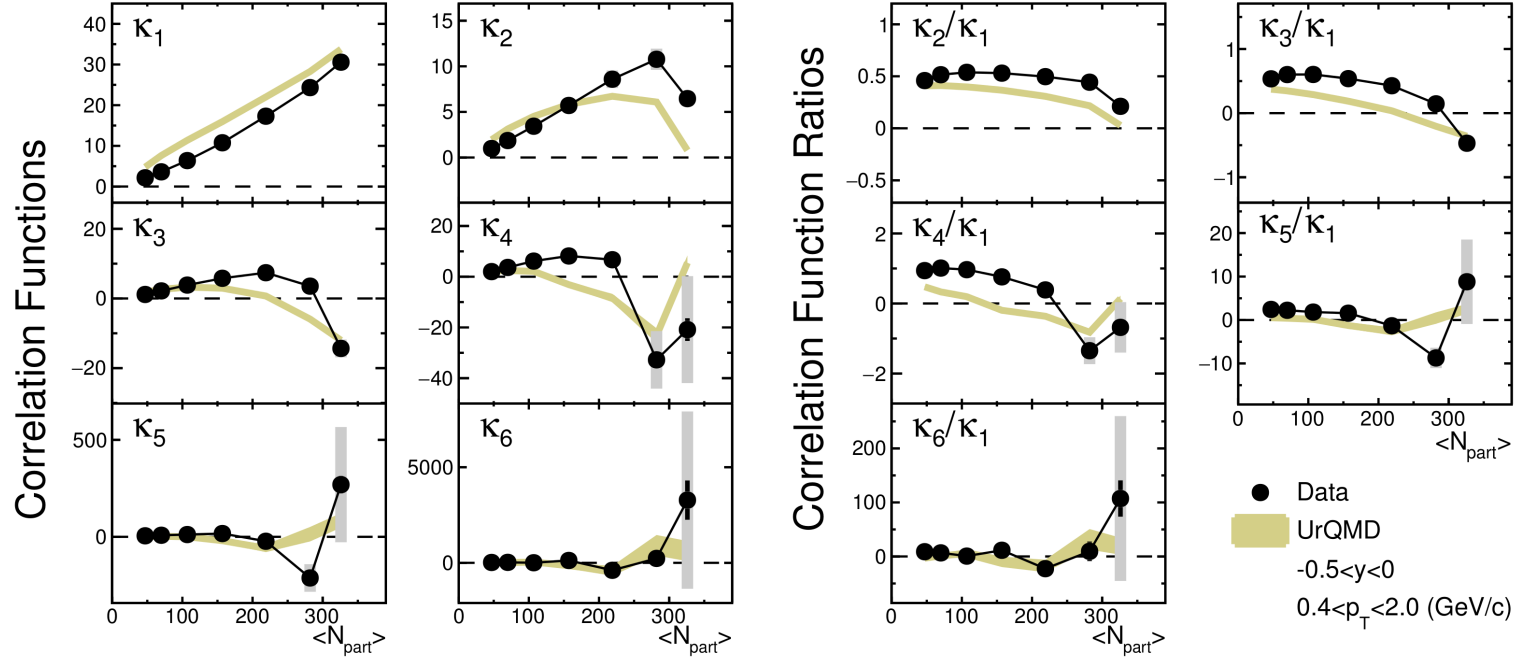 Correlation Functions
κ1
40
30
20
10
0
κ2
15
10
5
0
κ3
20
0
−20
κ4
20
0
−20
−40
κ5
500
0
κ6
5000
0
0 100 200 300
<Npart>
0 100 200 300
<Npart>
Correlation Function Ratios
κ2/κ1
1
0.5
0
−0.5
κ3/κ1
1
0
−1
κ4/κ1
2
0
−2
κ5/κ1
20
10
0
−10
0 100 200 300
<Npart>
κ6/κ1
200
100
0
0 100 200 300
<Npart>
Data
UrQMD
-0.5<y<0
0.4<pT<2.0 (GeV/c)